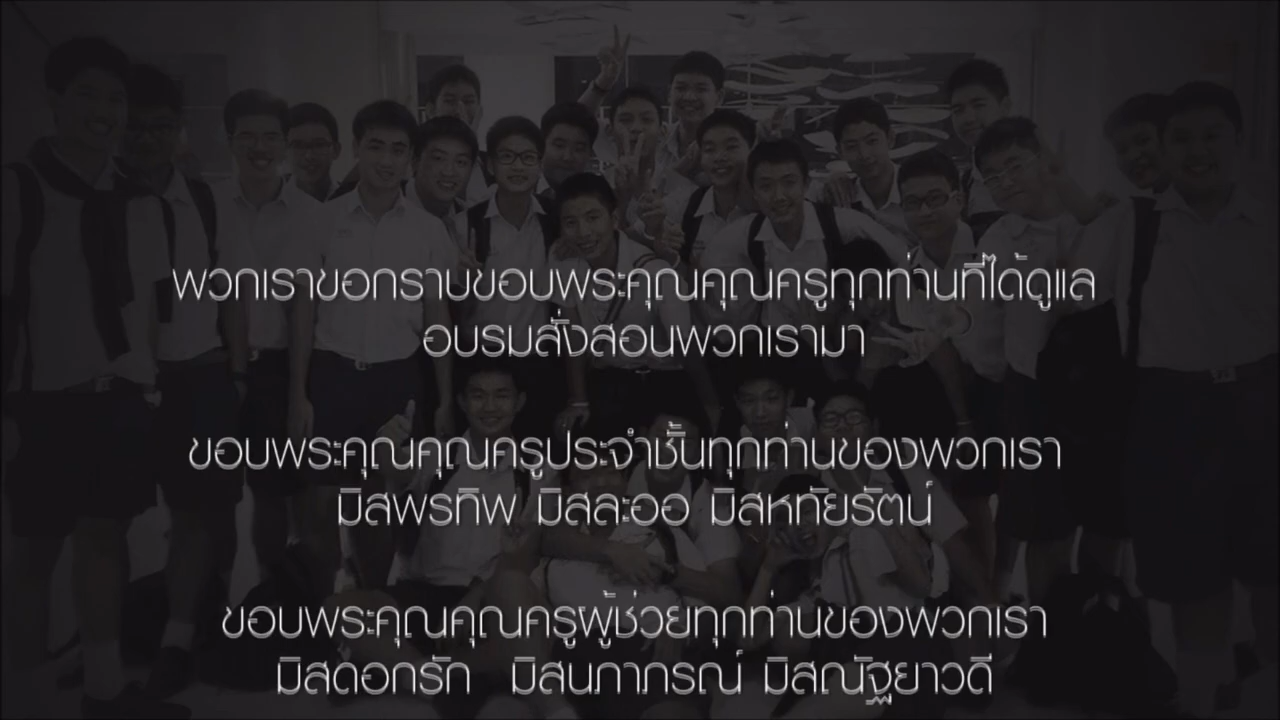 พวกเราขอกราบขอบพระคุณคุณครูทุกท่านที่ได้ดูแล
อบรมสั่งสอนพวกเรามา
ขอบพระคุณคุณครูประจำชั้นทุกท่านของพวกเรา
มิสพรทิพ มิสละออ มิสหทัยรัตน์
ขอบพระคุณคุณครูผู้ช่วยทุกท่านของพวกเรา
มิสดอกรัก มิสนภาภรณ์ มิสณัฐยาวดี